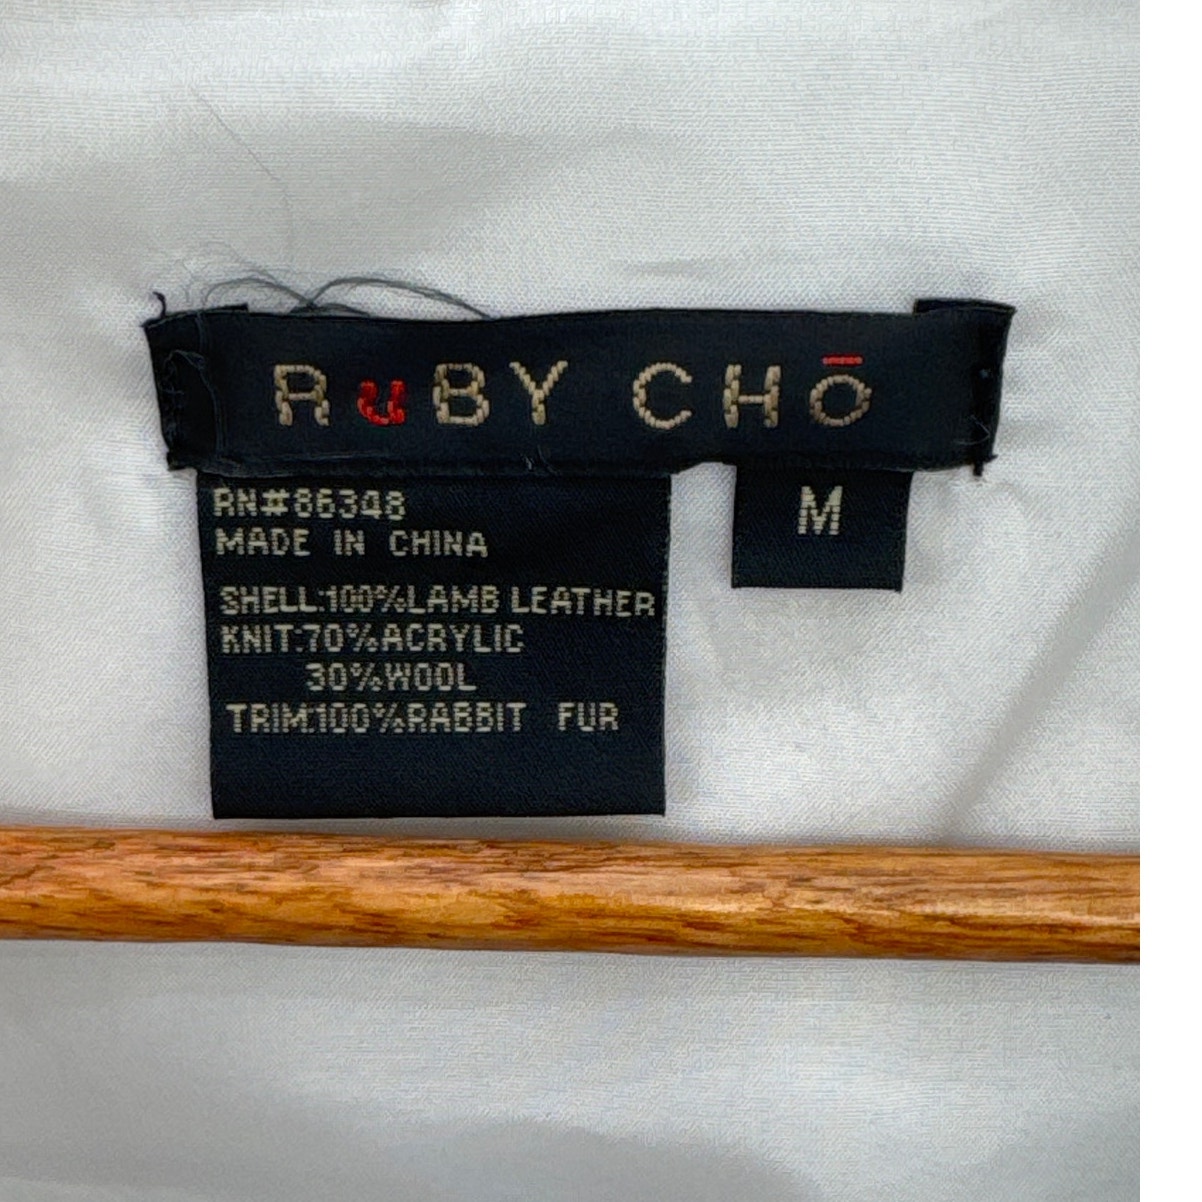 RuBY CHŌ
M
RN#86348
MADE IN CHINA
SHELL:100%LAMB LEATHER
KNIT:70%ACRYLIC
30%WOOL
TRIM:100%RABBIT FUR